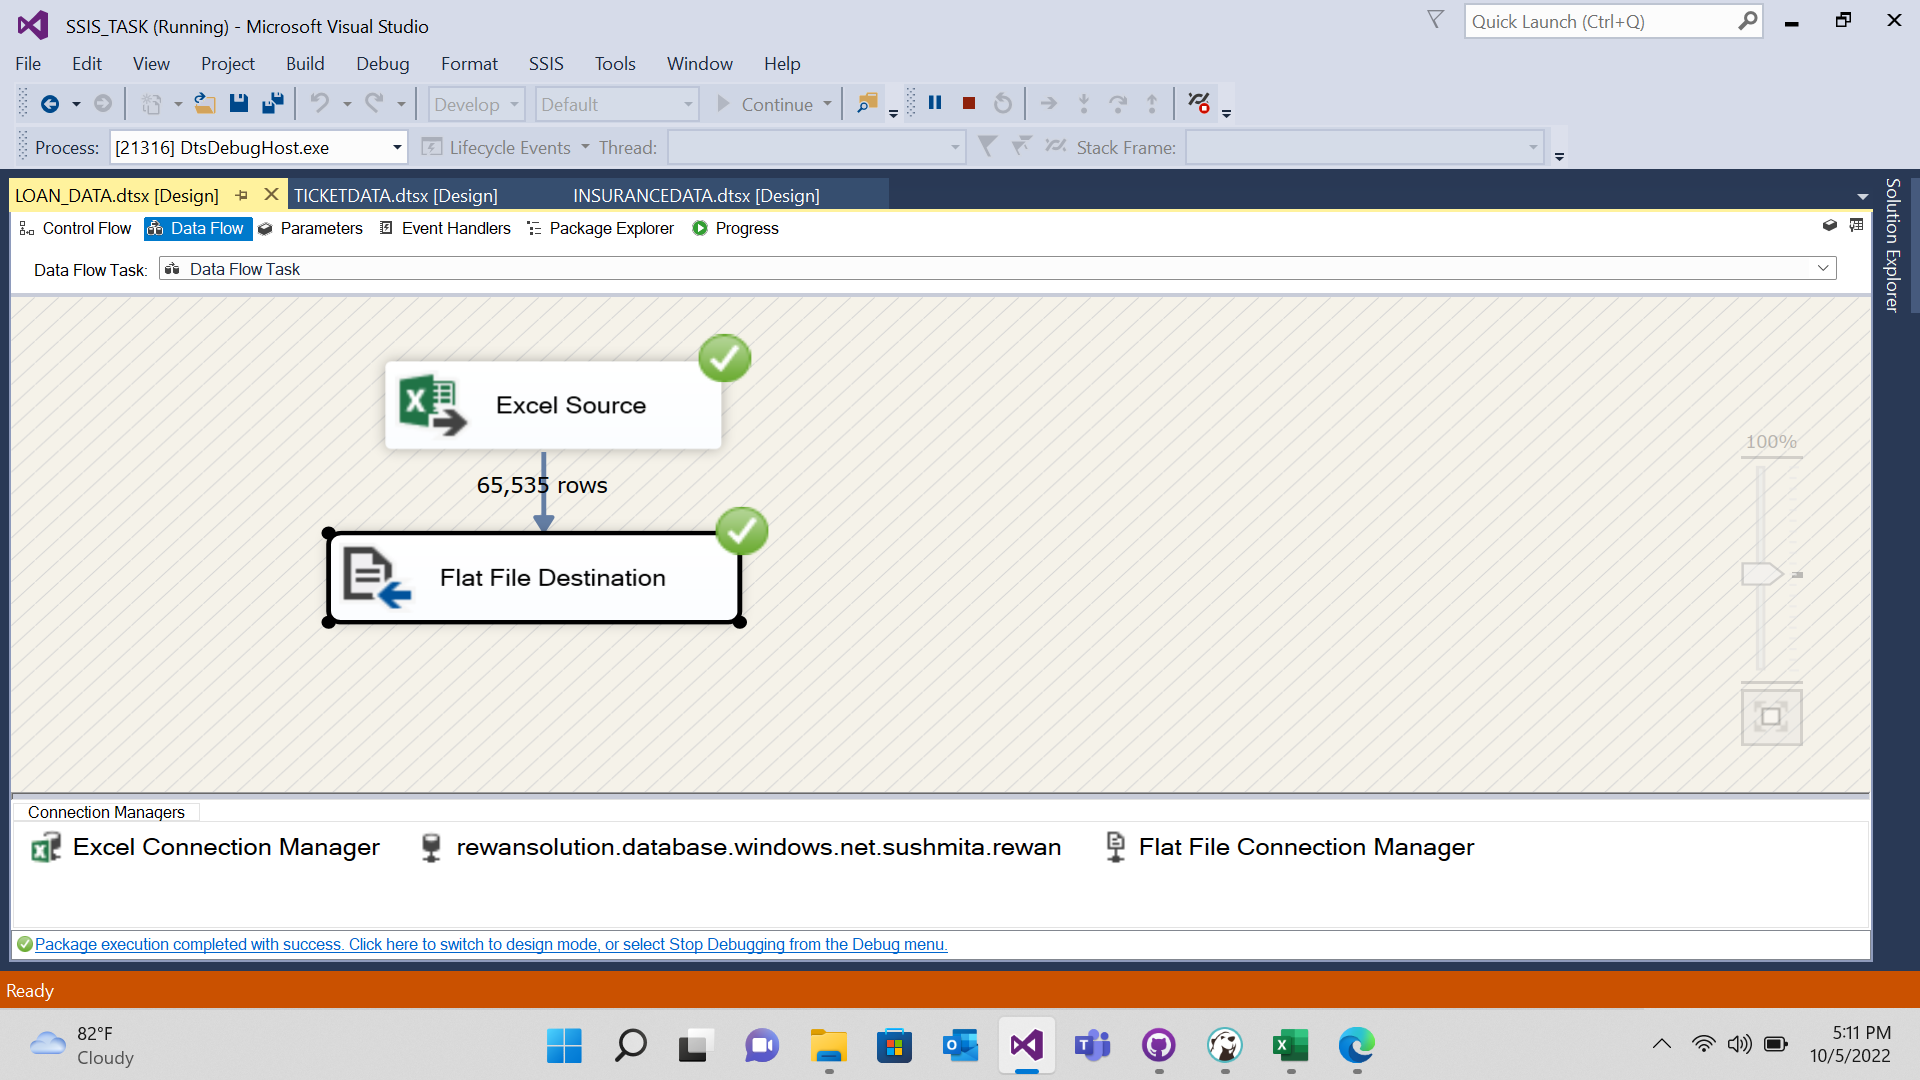 SSIS_TASK (Running) - Microsoft Visual Studio
Quick Launch (Ctrl+Q)
File Edit View Project Build Debug Format SSIS Tools Window Help
Develop Default Continue
Process: [21316] DtsDebugHost.exe Lifecycle Events Thread: Stack Frame:
LOAN_DATA.dtsx [Design] TICKETDATA.dtsx [Design] INSURANCEDATA.dtsx [Design]
Solution Explorer
Control Flow Data Flow Parameters Event Handlers Package Explorer Progress
Data Flow Task: Data Flow Task
Excel Source
100%
65,535 rows
Flat File Destination
Connection Managers
Excel Connection Manager rewansolution.database.windows.net.sushmita.rewan Flat File Connection Manager
Package execution completed with success. Click here to switch to design mode, or select Stop Debugging from the Debug menu.
Ready
82°F
Cloudy
5:11 PM
10/5/2022